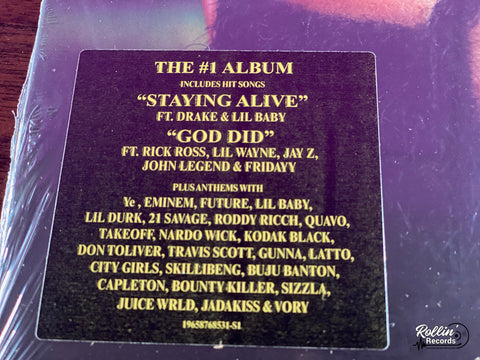 THE #1 ALBUM
INCLUDES HIT SONGS
“STAYING ALIVE”
FT. DRAKE & LIL BABY
“GOD DID”
FT. RICK ROSS, LIL WAYNE, JAY Z,
JOHN LEGEND & FRIDAYY
PLUS ANTHEMS WITH
Ye , EMINEM, FUTURE, LIL BABY,
LIL DURK, 21 SAVAGE, RODDY RICCH, QUAVO,
TAKEOFF, NARDO WICK, KODAK BLACK,
DON TOLIVER, TRAVIS SCOTT, GUNNA, LATTO,
CITY GIRLS, SKILLIBENG, BUJU BANTON,
CAPLETON, BOUNTY KILLER, SIZZLA,
JUICE WRLD, JADAKISS & VORY
19658768531-S1
Rollin'
Records